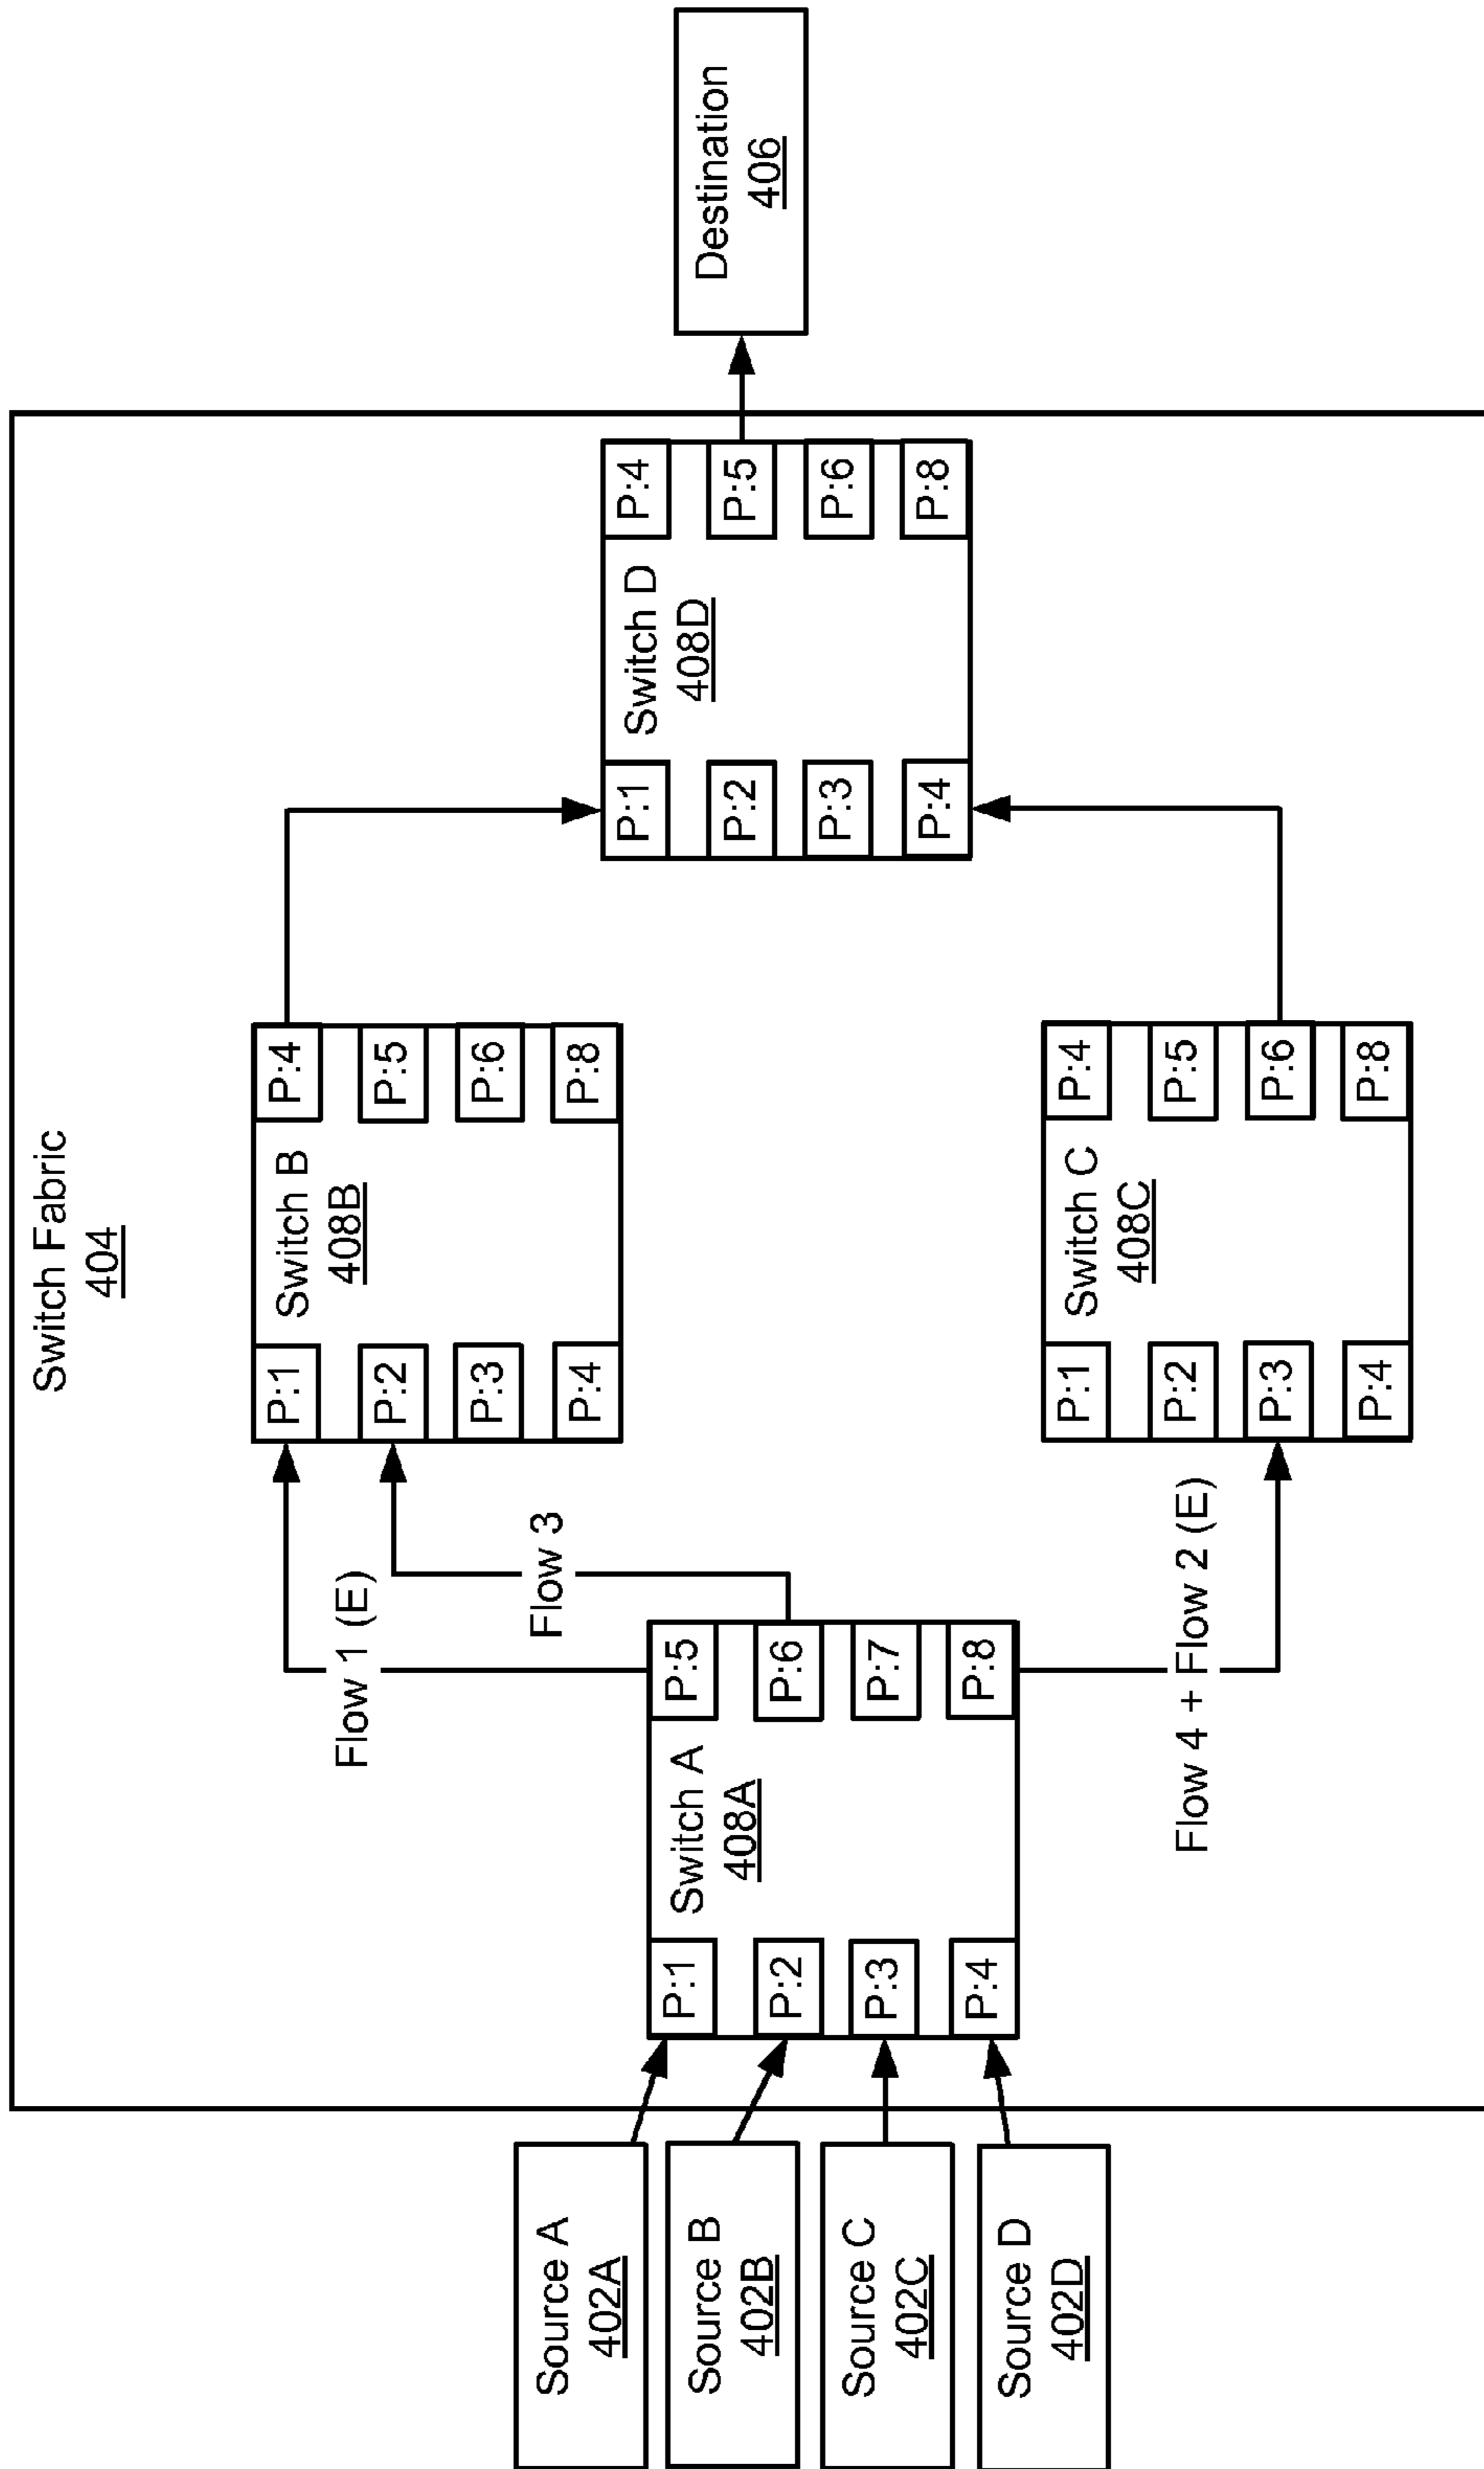 Switch Fabric
404
Source A
402A
Source B
402B
Source C
402C
Source D
402D
P:1
P:2
P:3
P:4
Switch A
408A
P:5
P:6
P:7
P:8
Flow 1 (E)
Flow 3
Flow 4 + Flow 2 (E)
P:1
P:2
P:3
P:4
Switch B
408B
P:4
P:5
P:6
P:8
P:1
P:2
P:3
P:4
Switch C
408C
P:4
P:5
P:6
P:8
P:1
P:2
P:3
P:4
Switch D
408D
P:4
P:5
P:6
P:8
Destination
406